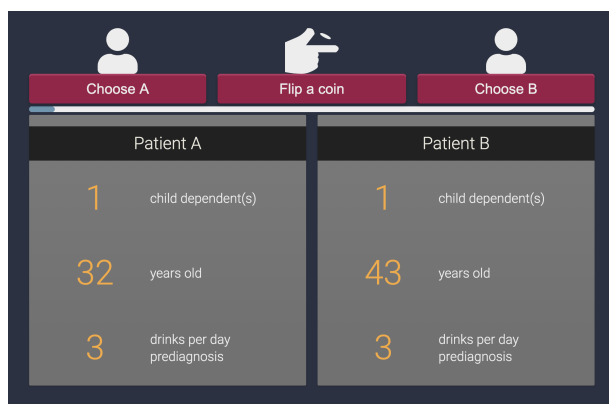 Choose A
Flip a coin
Choose B
Patient A
1 child dependent(s)
32 years old
3 drinks per day
prediagnosis
Patient B
1 child dependent(s)
43 years old
3 drinks per day
prediagnosis